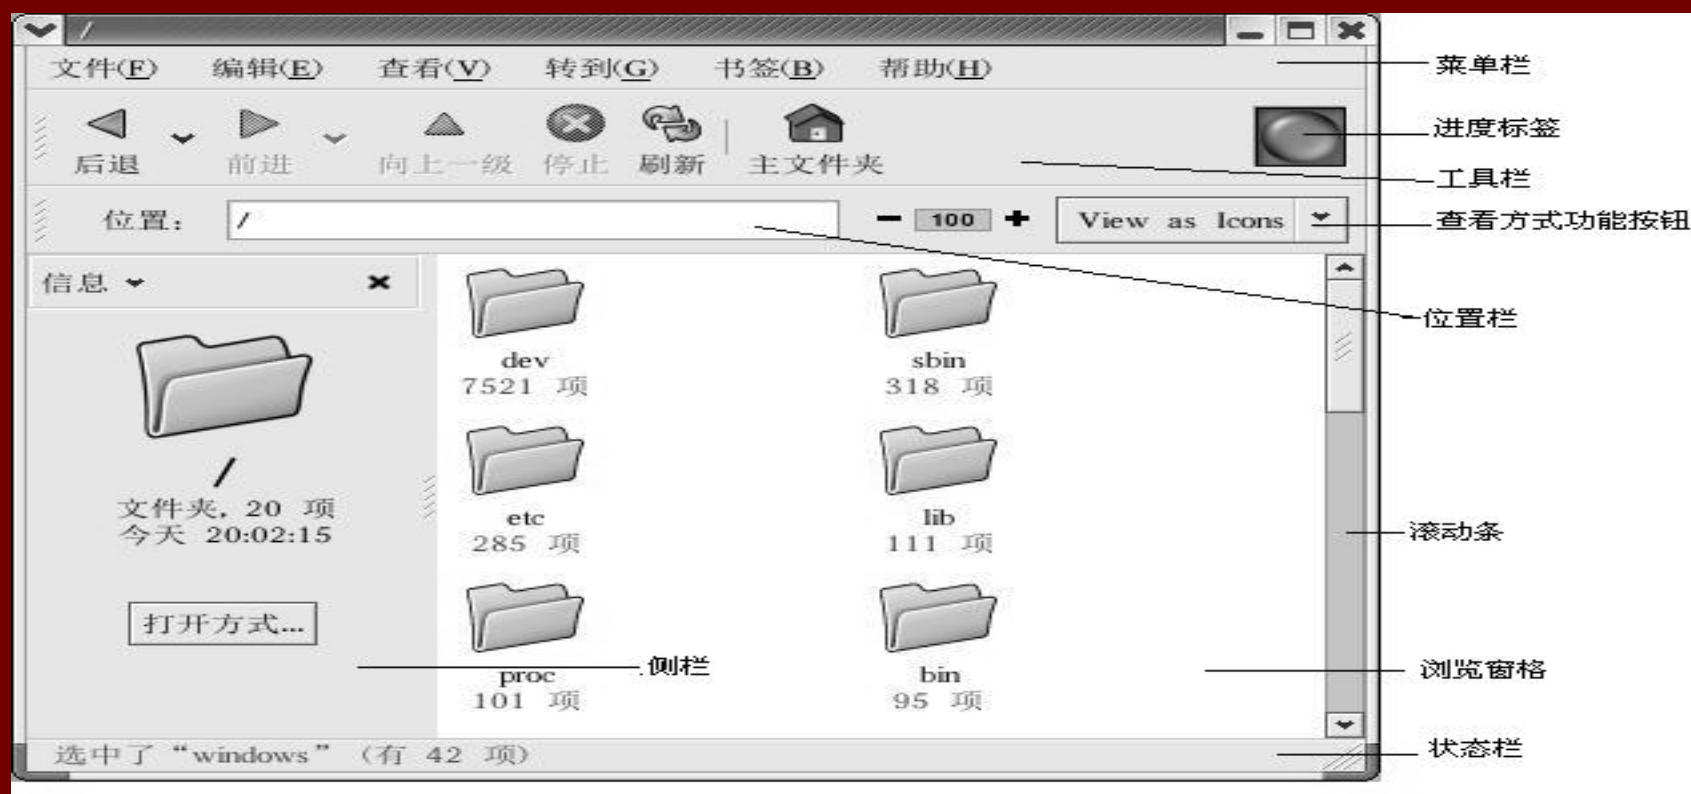 /
文件(F) 编辑(E) 查看(V) 转到(G) 书签(B) 帮助(H)
菜单栏
进度标签
后退 前进 向上一级 停止 刷新 主文件夹
工具栏
位置: / 100 View as Icons
查看方式功能按钮
信息
位置栏
dev
7521 项
sbin
318 项
/
文件夹, 20 项
今天 20:02:15
etc
285 项
lib
111 项
滚动条
打开方式...
侧栏
proc
101 项
bin
95 项
浏览窗格
选中了“windows” (有 42 项)
状态栏